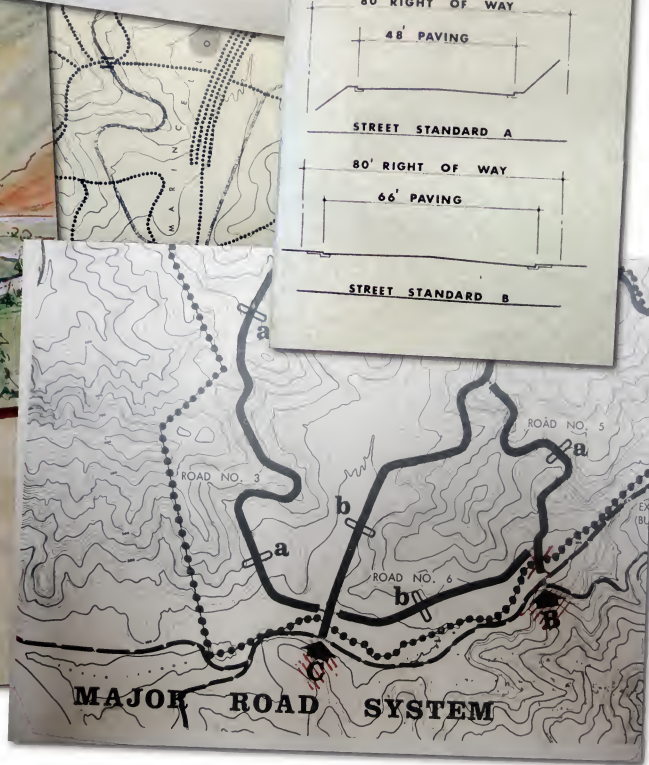 80' RIGHT OF WAY
48' PAVING
STREET STANDARD A
80' RIGHT OF WAY
66' PAVING
STREET STANDARD B
MARINCELLO
a
ROAD NO. 5
a
ROAD NO. 3
b
a
ROAD NO. 6
b
B
C
MAJOR ROAD SYSTEM